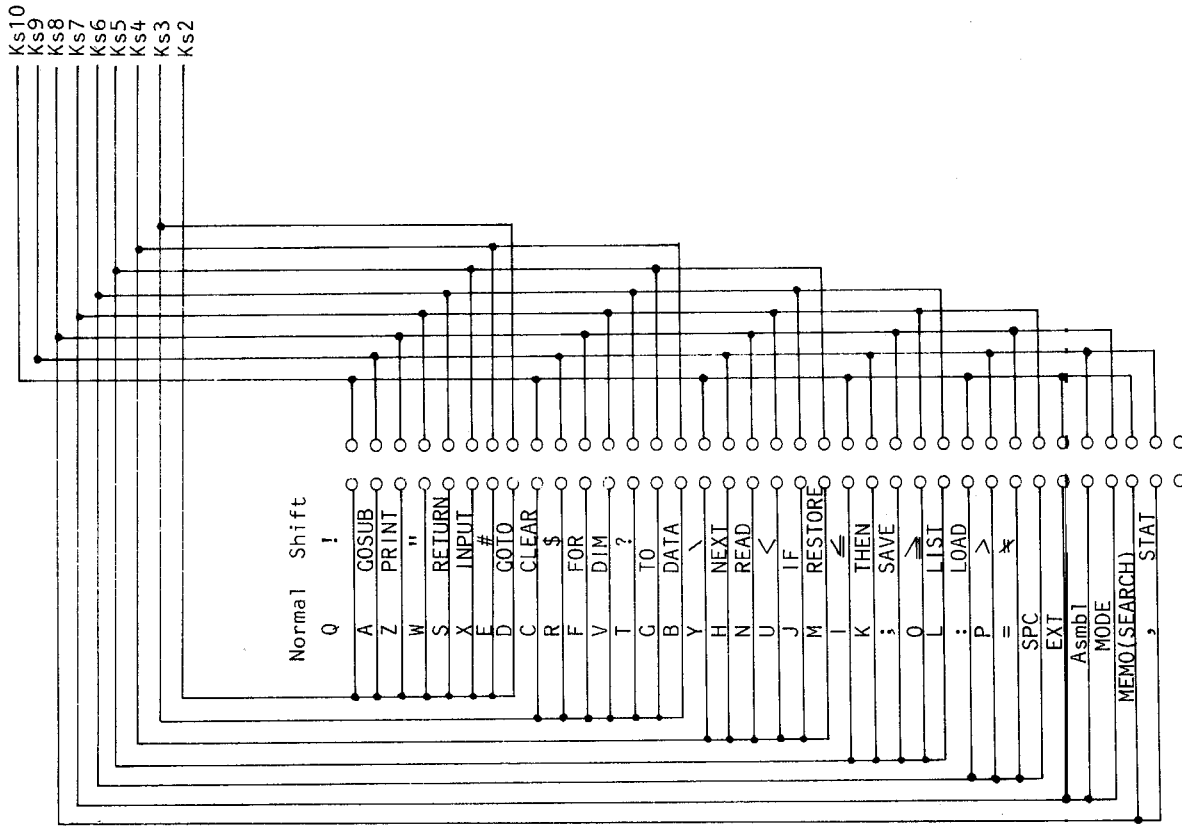 Ks10
Ks9
Ks8
Ks7
Ks6
Ks5
Ks4
Ks3
Ks2
Normal Shift
Q !
A GOSUB
Z PRINT
W "
S RETURN
X INPUT
E #
D GOTO
C CLEAR
R $
F FOR
V DIM
T ?
G TO
B DATA
Y \
H NEXT
N READ
U <
J IF
M RESTORE
I ≦
K THEN
; SAVE
O ≧
L LIST
: LOAD
P >
= ≠
SPC
EXT
Asmbl
MODE
MEMO(SEARCH)
, STAT